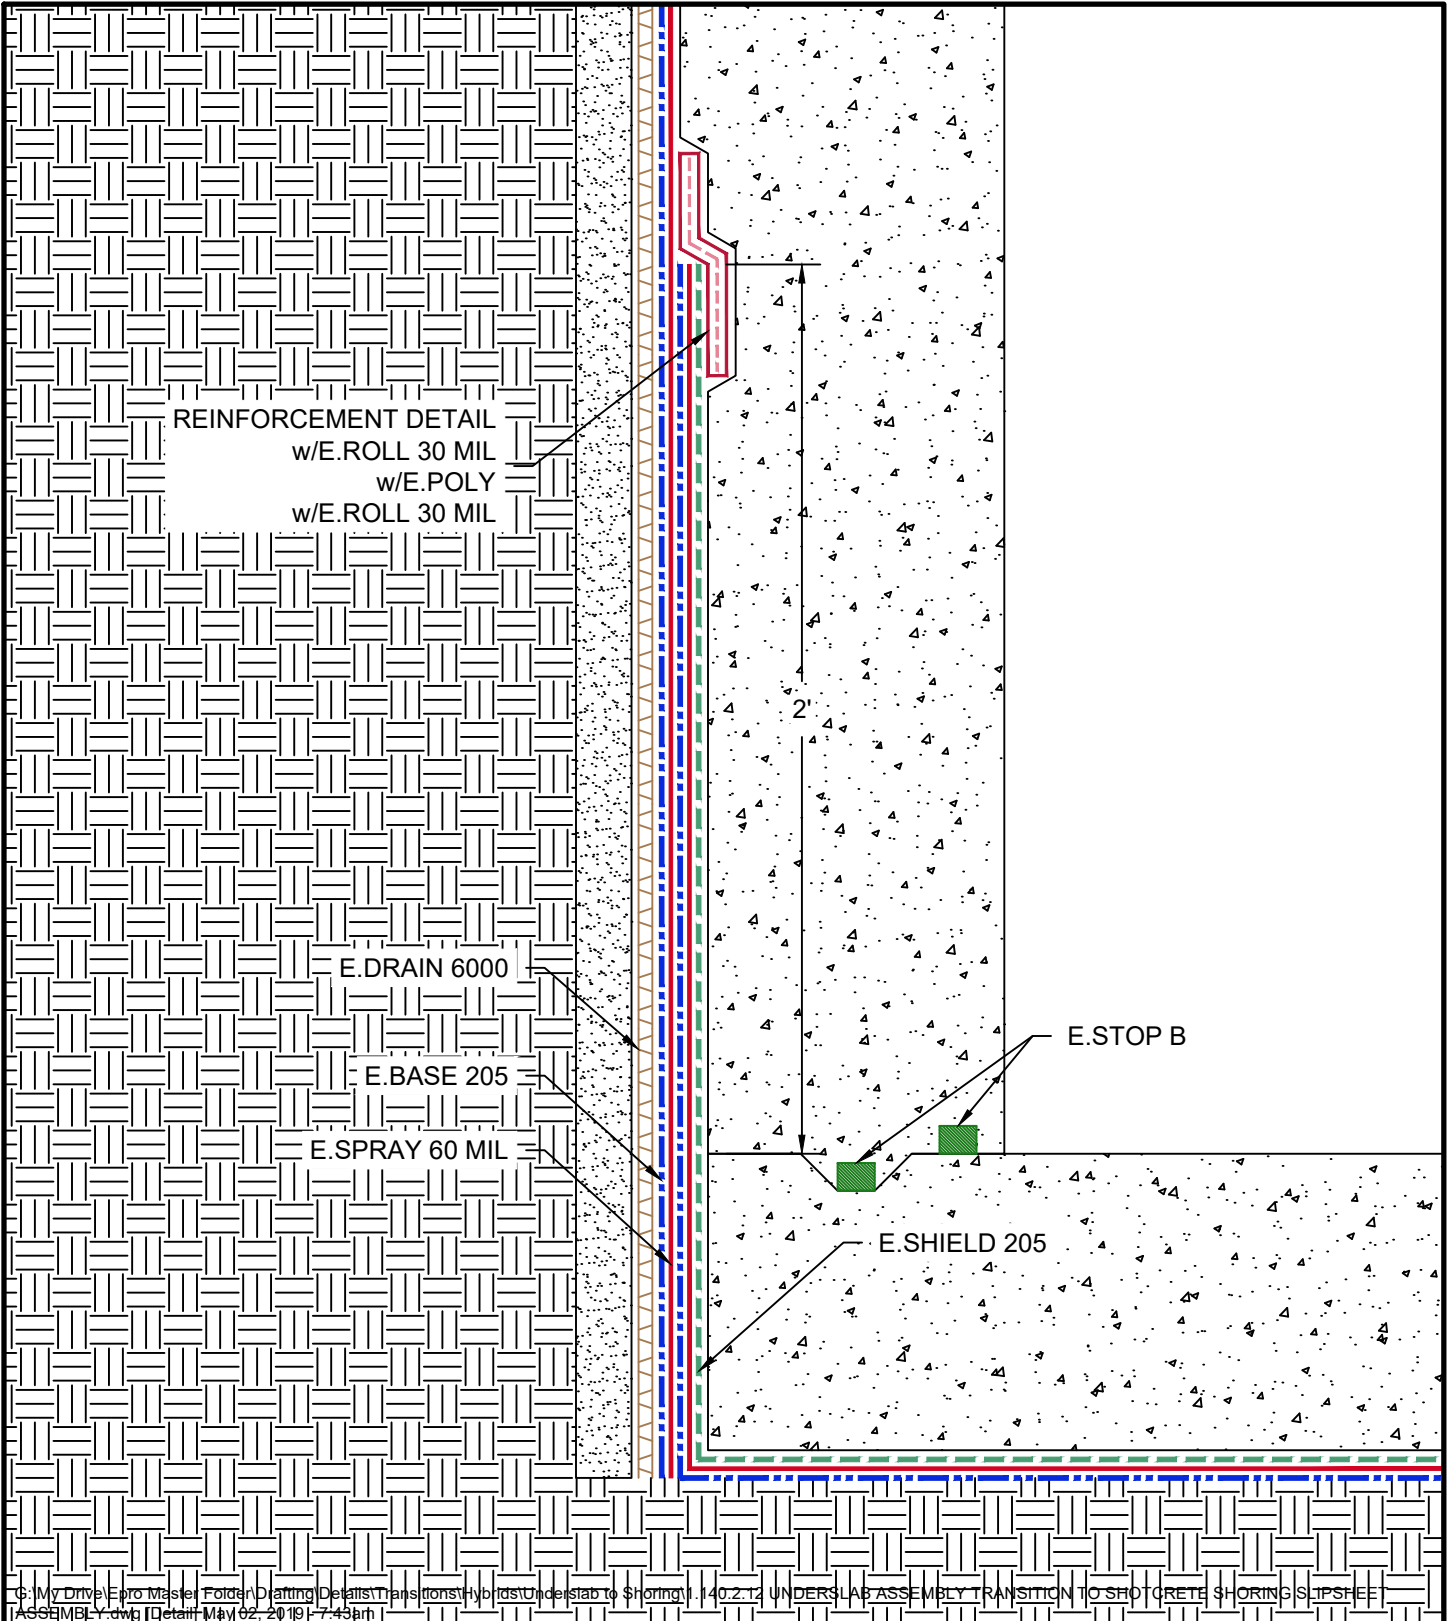 REINFORCEMENT DETAIL
w/E.ROLL 30 MIL
w/E.POLY
w/E.ROLL 30 MIL
2'
E.DRAIN 6000
E.STOP B
E.BASE 205
E.SPRAY 60 MIL
E.SHIELD 205
G:\My Drive\Epro Master Folder\Drafting\Details\Transitions\Hybrids\Underslab to Shoring\1.140.2.12 UNDERSLAB ASSEMBLY TRANSITION TO SHOTCRETE SHORING SLIPSHEET
ASSEMBLY.dwg [Detail] May 02, 2019 - 7:43am